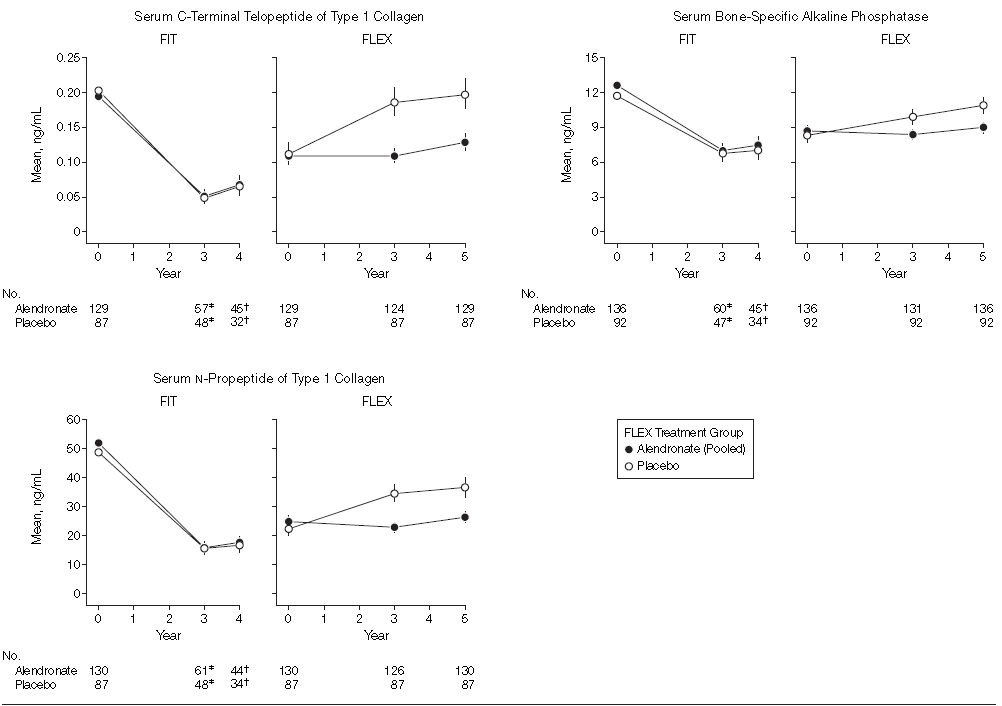 Serum C-Terminal Telopeptide of Type 1 Collagen
FIT FLEX
0.25
0.20
0.15
0.10
0.05
0
Mean, ng/mL
0 1 2 3 4 0 1 2 3 4 5
Year Year
No.
Alendronate 129 57‡ 45† 129 124 129
Placebo 87 48‡ 32† 87 87 87
Serum Bone-Specific Alkaline Phosphatase
FIT FLEX
15
12
9
6
3
0
Mean, ng/mL
0 1 2 3 4 0 1 2 3 4 5
Year Year
No.
Alendronate 136 60‡ 45† 136 131 136
Placebo 92 47‡ 34† 92 92 92
Serum N-Propeptide of Type 1 Collagen
FIT FLEX
60
50
40
30
20
10
0
Mean, ng/mL
0 1 2 3 4 0 1 2 3 4 5
Year Year
No.
Alendronate 130 61‡ 44† 130 126 130
Placebo 87 48‡ 34† 87 87 87
FLEX Treatment Group
Alendronate (Pooled)
Placebo